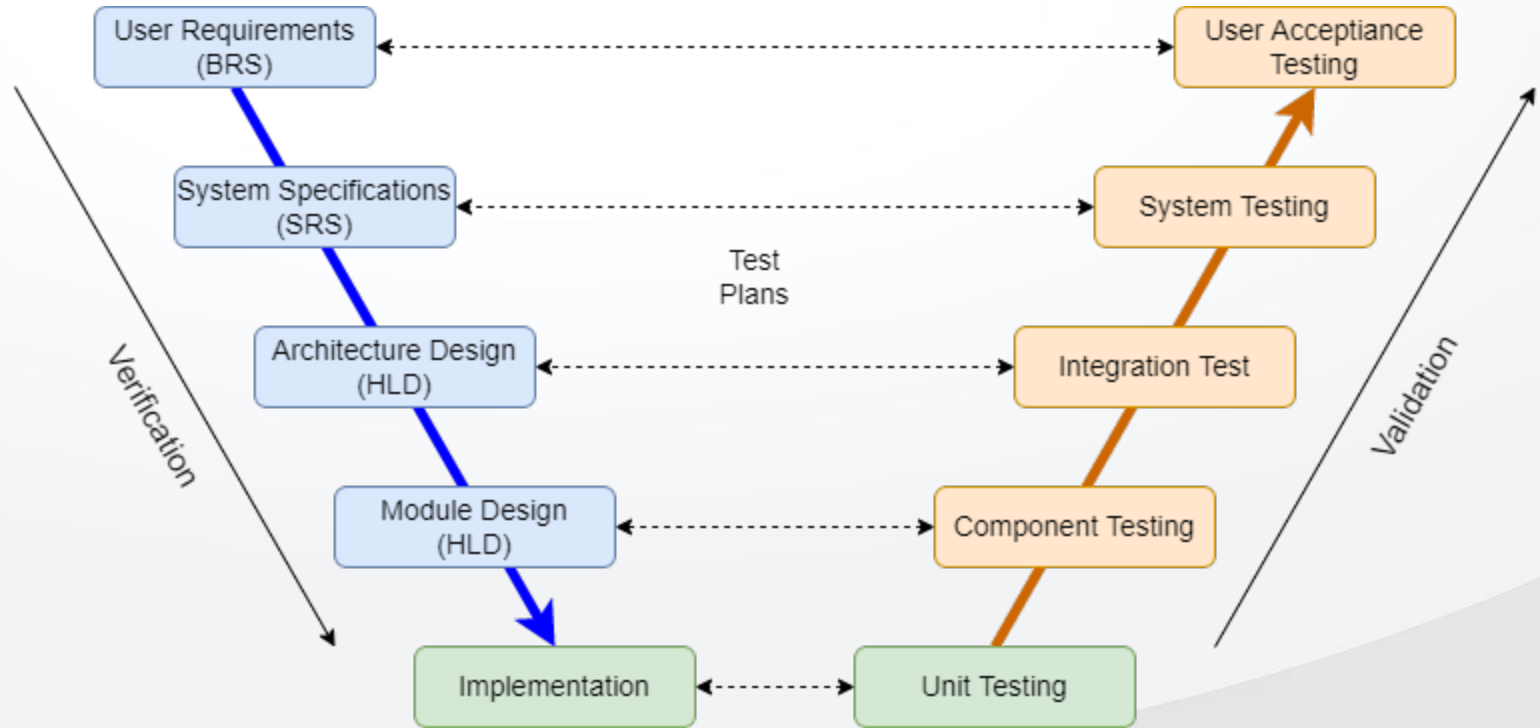 User Requirements
(BRS)
User Acceptance
Testing
System Specifications
(SRS)
System Testing
Test
Plans
Verification
Architecture Design
(HLD)
Integration Test
Validation
Module Design
(HLD)
Component Testing
Implementation
Unit Testing